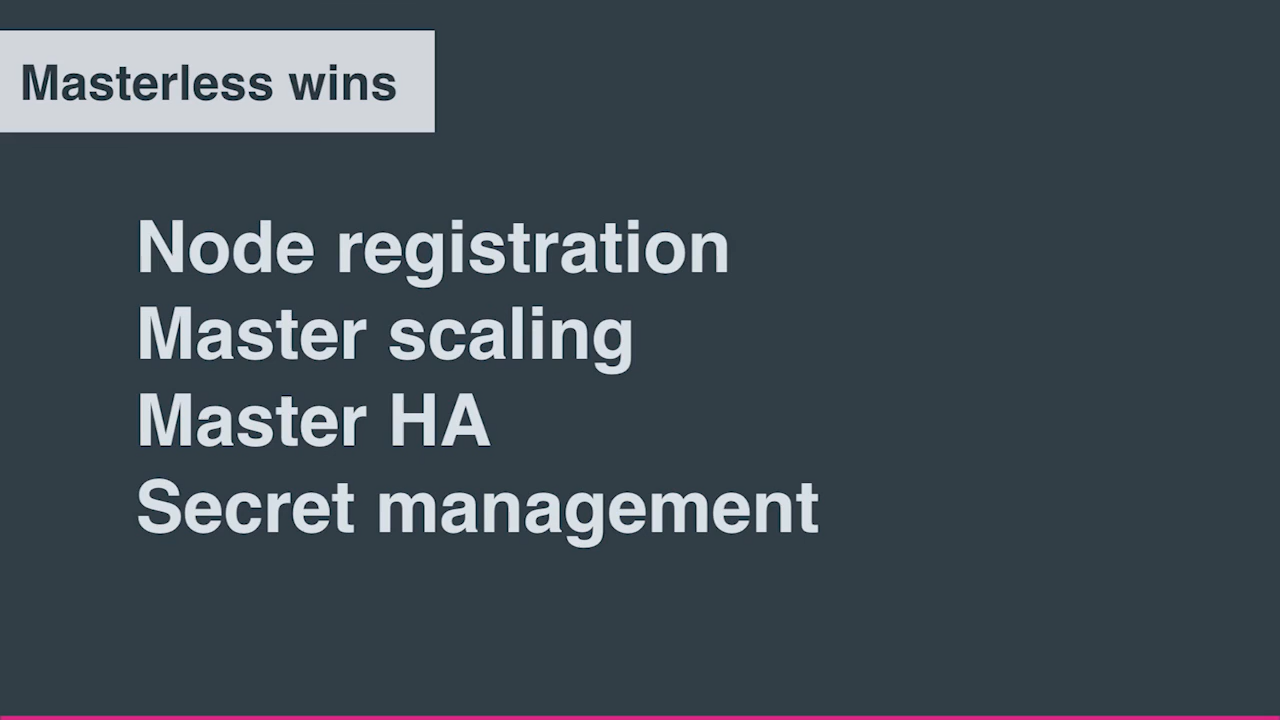 Masterless wins
Node registration
Master scaling
Master HA
Secret management